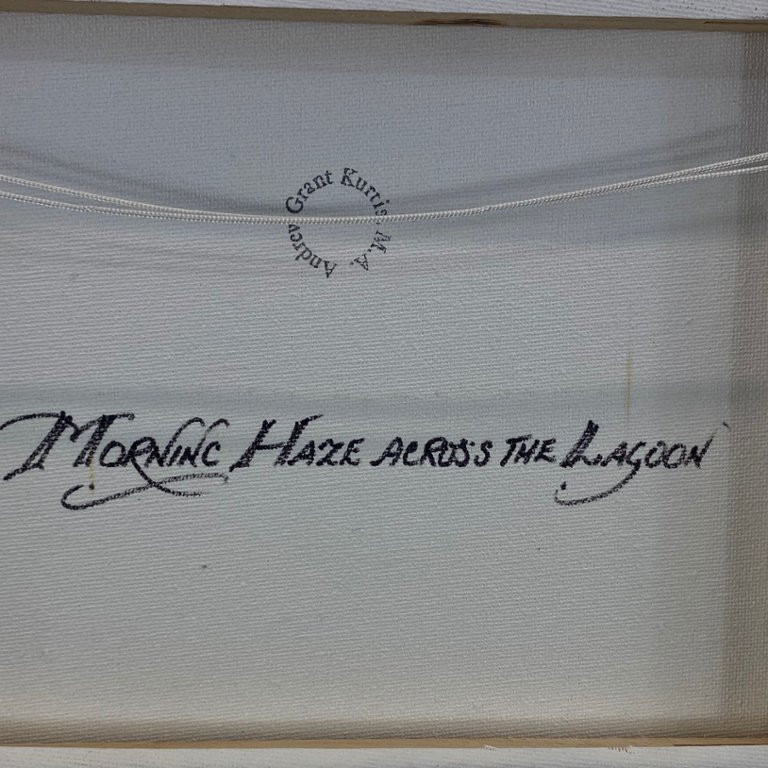 Andrew Grant Kurtis M.A.
MORNING HAZE ACROSS THE LAGOON